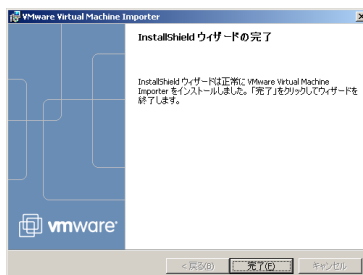 VMware Virtual Machine Importer
InstallShield ウィザードの完了
InstallShield ウィザードは正常に VMware Virtual Machine
Importer をインストールしました。「完了」をクリックしてウィザードを
終了します。
vmware
< 戻る(B)
完了(F)
キャンセル